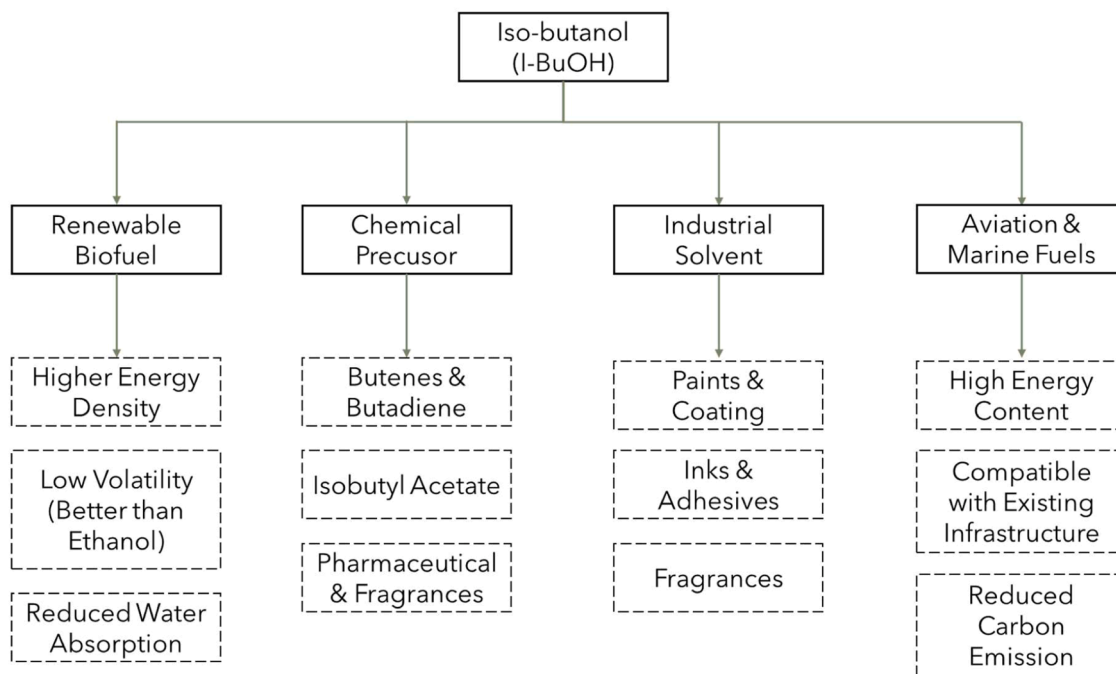 Iso-butanol
(I-BuOH)
Renewable
Biofuel
Chemical
Precusor
Industrial
Solvent
Aviation &
Marine Fuels
Higher Energy
Density
Butenes &
Butadiene
Paints &
Coating
High Energy
Content
Low Volatility
(Better than
Ethanol)
Isobutyl Acetate
Inks &
Adhesives
Compatible
with Existing
Infrastructure
Reduced Water
Absorption
Pharmaceutical
& Fragrances
Fragrances
Reduced
Carbon
Emission